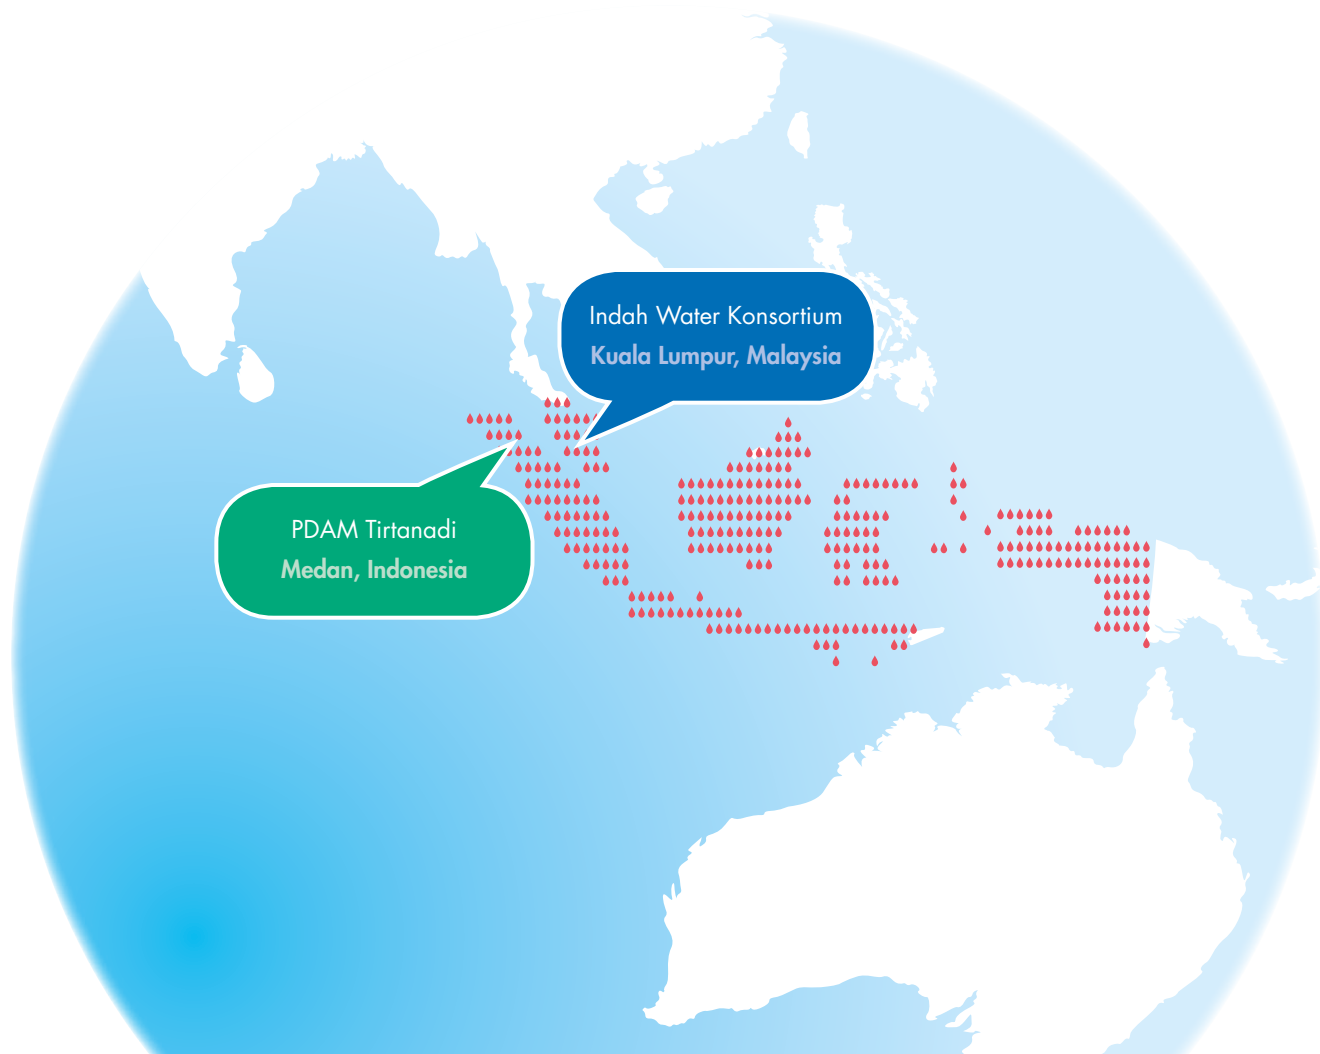 Indah Water Konsortium
Kuala Lumpur, Malaysia
PDAM Tirtanadi
Medan, Indonesia